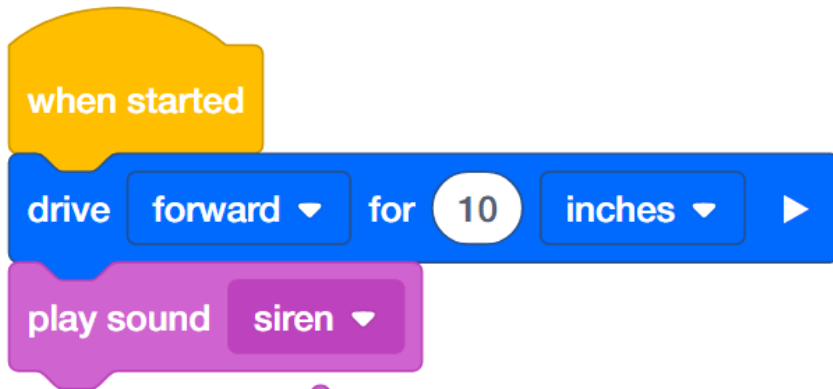 when started
drive forward for 10 inches
play sound siren